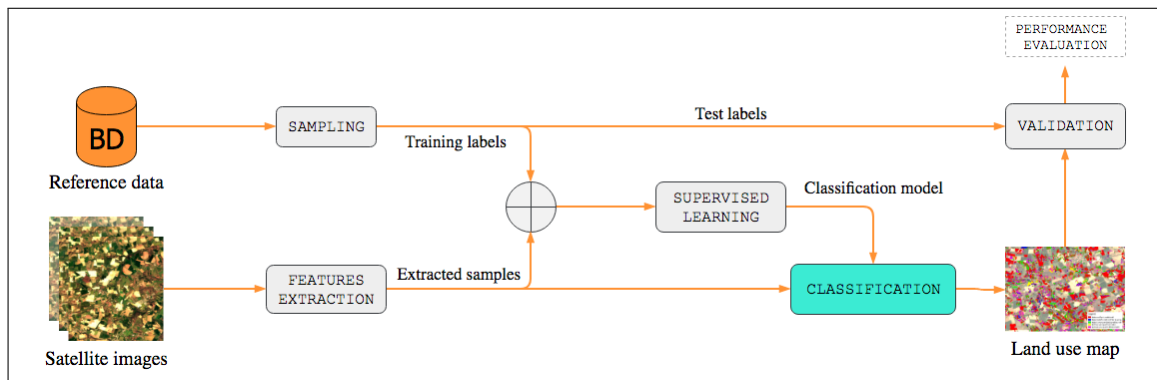 PERFORMANCE
EVALUATION
BD
SAMPLING
Test labels
VALIDATION
Training labels
Reference data
SUPERVISED
LEARNING
Classification model
FEATURES
EXTRACTION
Extracted samples
CLASSIFICATION
Satellite images
Land use map